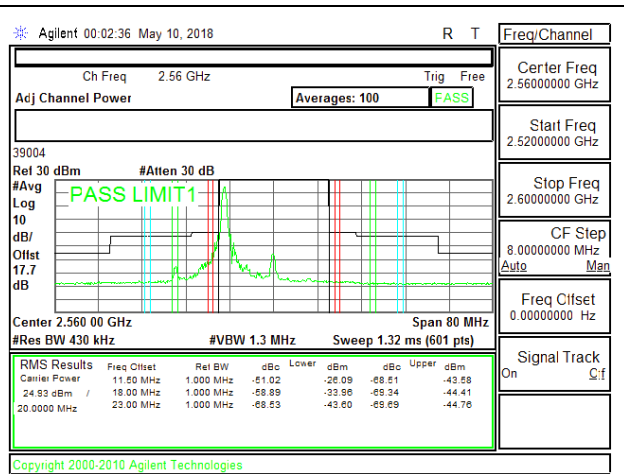 Agilent 00:02:36 May 10, 2018 R T
Ch Freq 2.56 GHz Trig Free
Adj Channel Power Averages: 100 PASS
39004
Ref 30 dBm #Atten 30 dB
#Avg
Log
10
dB/
Offst
17.7
dB
PASS LIMIT1
Center 2.560 00 GHz Span 80 MHz
#Res BW 430 kHz #VBW 1.3 MHz Sweep 1.32 ms (601 pts)
RMS Results Freq Offset Ref BW dBc Lower dBm dBc Upper dBm
Carrier Power 11.50 MHz 1.000 MHz -51.02 -26.09 -68.51 -43.58
24.93 dBm / 18.00 MHz 1.000 MHz -58.89 -33.96 -69.34 -44.41
20.0000 MHz 23.00 MHz 1.000 MHz -68.53 -43.60 -69.69 -44.76
Copyright 2000-2010 Agilent Technologies
Freq/Channel
Center Freq
2.56000000 GHz
Start Freq
2.52000000 GHz
Stop Freq
2.60000000 GHz
CF Step
8.00000000 MHz
Auto Man
Freq Offset
0.00000000 Hz
Signal Track
On Off